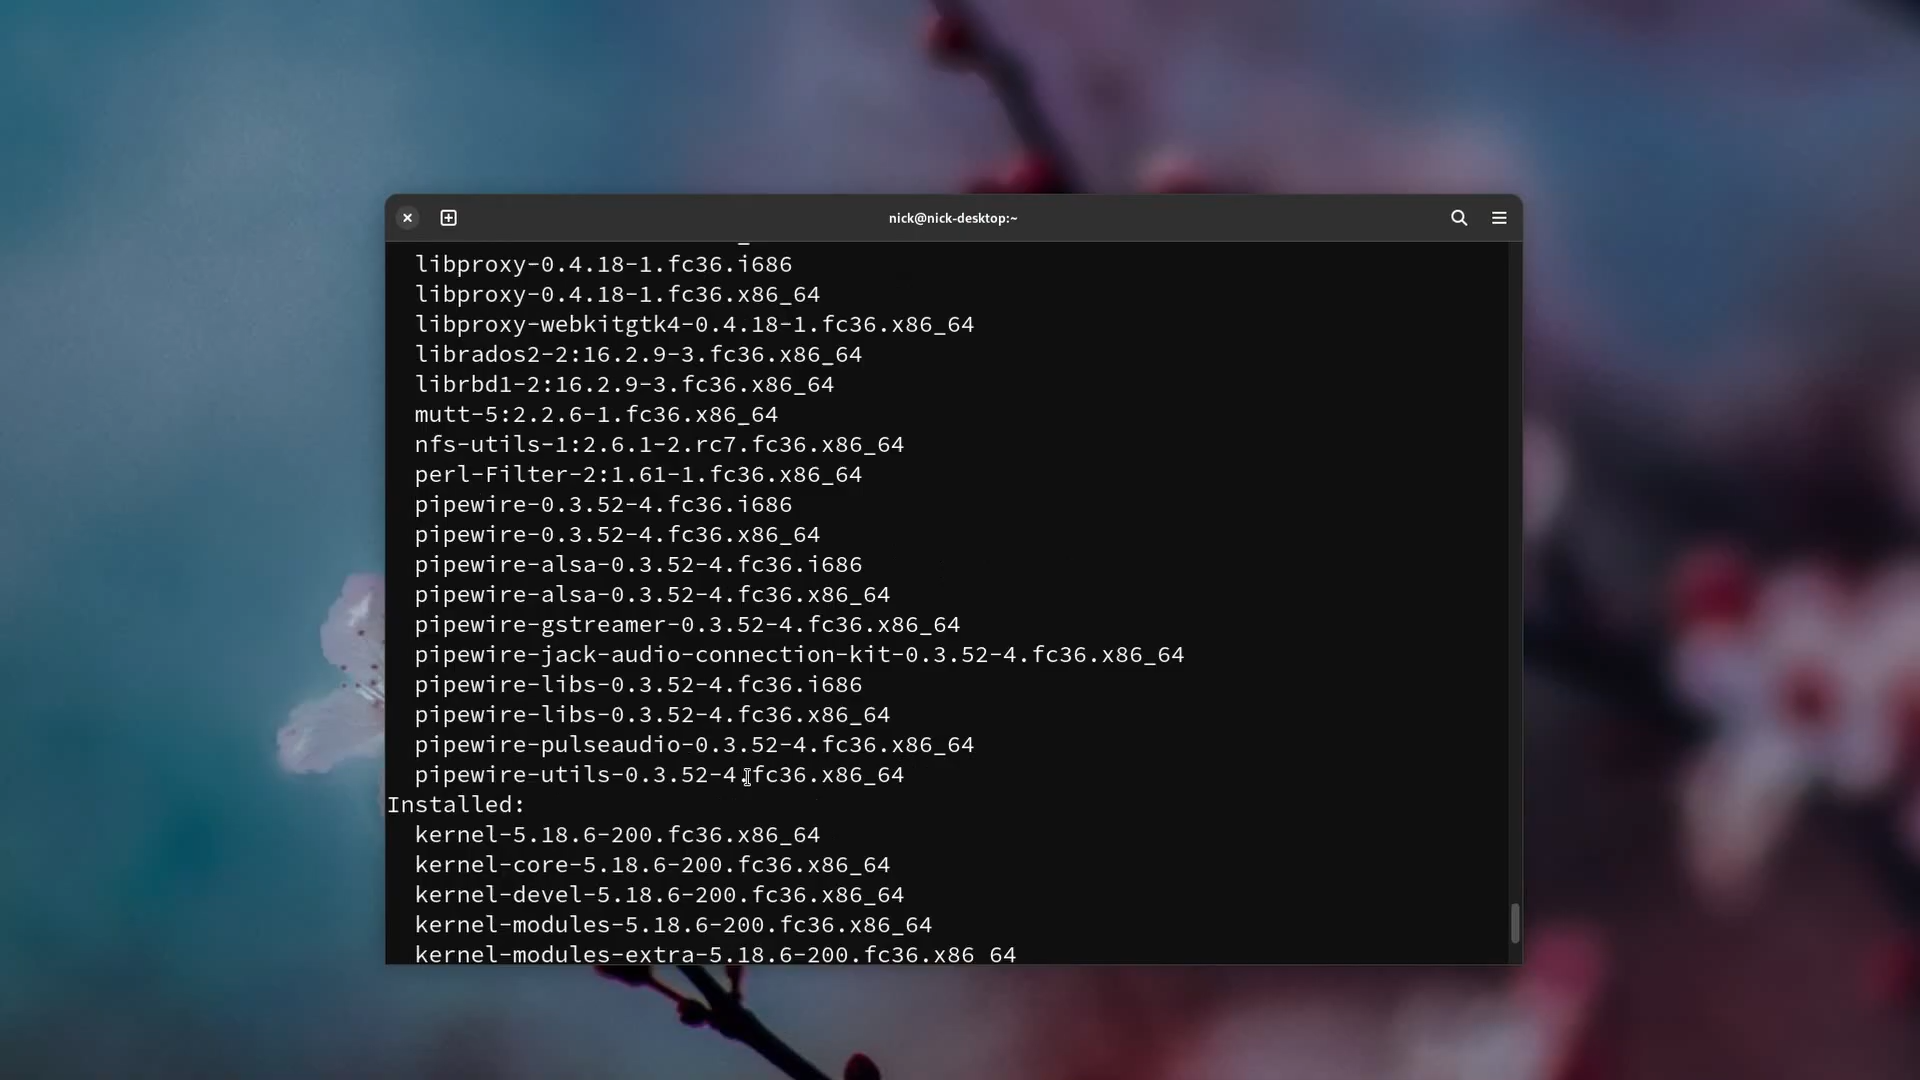 nick@nick-desktop:~
libproxy-0.4.18-1.fc36.i686
libproxy-0.4.18-1.fc36.x86_64
libproxy-webkitgtk4-0.4.18-1.fc36.x86_64
librados2-2:16.2.9-3.fc36.x86_64
librbd1-2:16.2.9-3.fc36.x86_64
mutt-5:2.2.6-1.fc36.x86_64
nfs-utils-1:2.6.1-2.rc7.fc36.x86_64
perl-Filter-2:1.61-1.fc36.x86_64
pipewire-0.3.52-4.fc36.i686
pipewire-0.3.52-4.fc36.x86_64
pipewire-alsa-0.3.52-4.fc36.i686
pipewire-alsa-0.3.52-4.fc36.x86_64
pipewire-gstreamer-0.3.52-4.fc36.x86_64
pipewire-jack-audio-connection-kit-0.3.52-4.fc36.x86_64
pipewire-libs-0.3.52-4.fc36.i686
pipewire-libs-0.3.52-4.fc36.x86_64
pipewire-pulseaudio-0.3.52-4.fc36.x86_64
pipewire-utils-0.3.52-4.fc36.x86_64
Installed:
kernel-5.18.6-200.fc36.x86_64
kernel-core-5.18.6-200.fc36.x86_64
kernel-devel-5.18.6-200.fc36.x86_64
kernel-modules-5.18.6-200.fc36.x86_64
kernel-modules-extra-5.18.6-200.fc36.x86_64